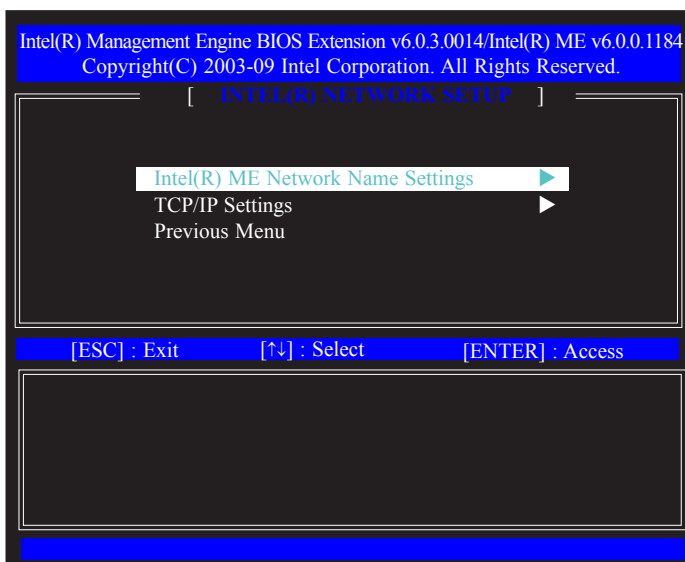 Intel(R) Management Engine BIOS Extension v6.0.3.0014/Intel(R) ME v6.0.0.1184
Copyright(C) 2003-09 Intel Corporation. All Rights Reserved.
[ INTEL(R) NETWORK SETUP ]
Intel(R) ME Network Name Settings ▶
TCP/IP Settings ▶
Previous Menu
[ESC] : Exit [↑↓] : Select [ENTER] : Access